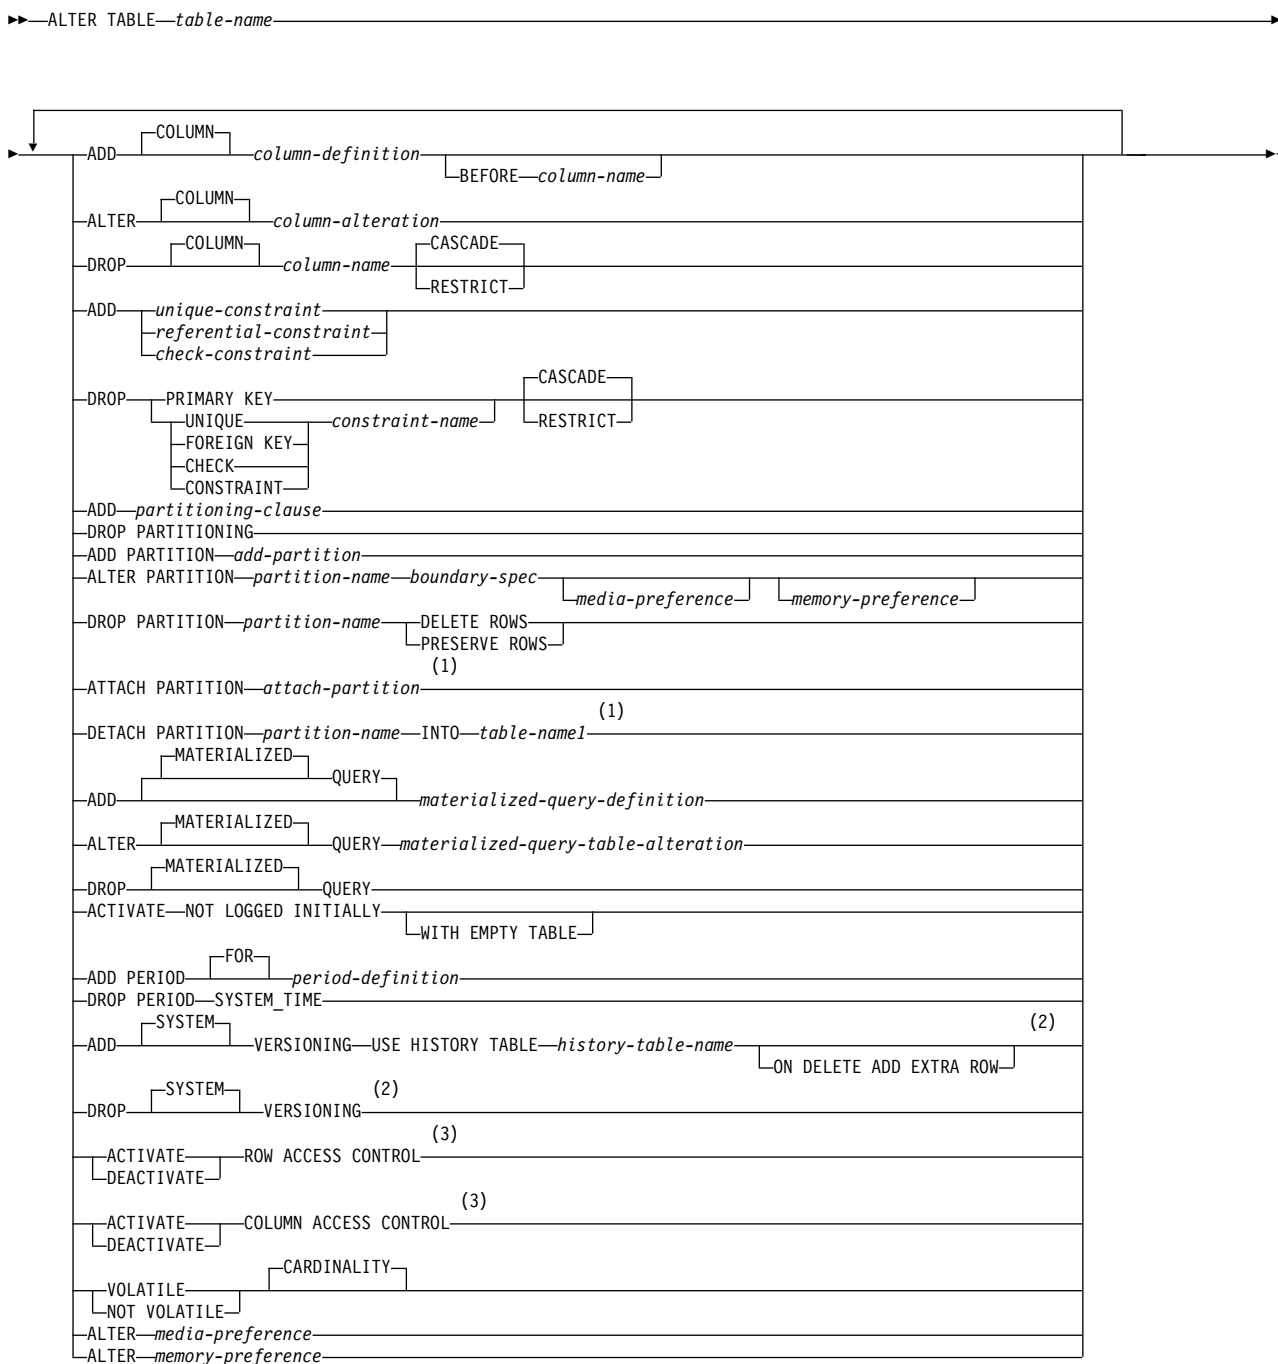 ALTER TABLE table-name
COLUMN
ADD column-definition
BEFORE column-name
COLUMN
ALTER column-alteration
COLUMN CASCADE
DROP column-name
RESTRICT
ADD unique-constraint
referential-constraint
check-constraint
CASCADE
DROP PRIMARY KEY
UNIQUE constraint-name RESTRICT
FOREIGN KEY
CHECK
CONSTRAINT
ADD partitioning-clause
DROP PARTITIONING
ADD PARTITION add-partition
ALTER PARTITION partition-name boundary-spec
media-preference memory-preference
DROP PARTITION partition-name DELETE ROWS
PRESERVE ROWS
(1)
ATTACH PARTITION attach-partition
(1)
DETACH PARTITION partition-name INTO table-name1
MATERIALIZED
QUERY
ADD materialized-query-definition
MATERIALIZED
ALTER QUERY materialized-query-table-alteration
MATERIALIZED
DROP QUERY
ACTIVATE NOT LOGGED INITIALLY
WITH EMPTY TABLE
FOR
ADD PERIOD period-definition
DROP PERIOD SYSTEM_TIME
SYSTEM (2)
ADD VERSIONING USE HISTORY TABLE history-table-name
ON DELETE ADD EXTRA ROW
SYSTEM (2)
DROP VERSIONING
(3)
ACTIVATE ROW ACCESS CONTROL
DEACTIVATE
(3)
ACTIVATE COLUMN ACCESS CONTROL
DEACTIVATE
CARDINALITY
VOLATILE
NOT VOLATILE
ALTER media-preference
ALTER memory-preference